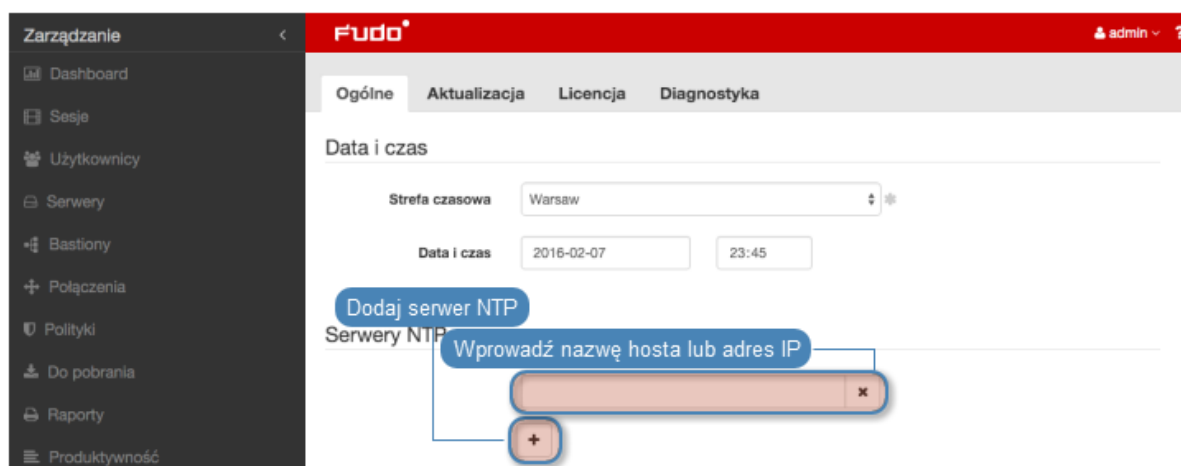 Zarządzanie
FUDO
admin
?
Dashboard
Sesje
Użytkownicy
Serwery
Bastiony
Połączenia
Polityki
Do pobrania
Raporty
Produktywność
Ogólne Aktualizacja Licencja Diagnostyka
Data i czas
Strefa czasowa Warsaw
Data i czas 2016-02-07 23:45
Dodaj serwer NTP
Serwery NTP
Wprowadź nazwę hosta lub adres IP